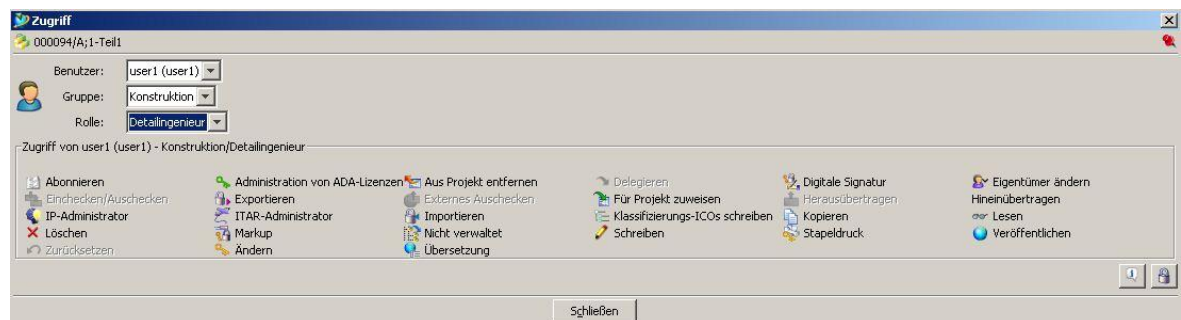 Zugriff
000094/A;1-Teil1
Benutzer: user1 (user1)
Gruppe: Konstruktion
Rolle: Detailingenieur
Zugriff von user1 (user1) - Konstruktion/Detailingenieur
Abonnieren Administration von ADA-Lizenzen Aus Projekt entfernen Delegieren Digitale Signatur Eigentümer ändern
Einchecken/Auschecken Exportieren Externes Auschecken Für Projekt zuweisen Herausübertragen Hineinübertragen
IP-Administrator ITAR-Administrator Importieren Klassifizierungs-ICOs schreiben Kopieren Lesen
Löschen Markup Nicht verwaltet Schreiben Stapeldruck Veröffentlichen
Zurücksetzen Ändern Übersetzung
Schließen